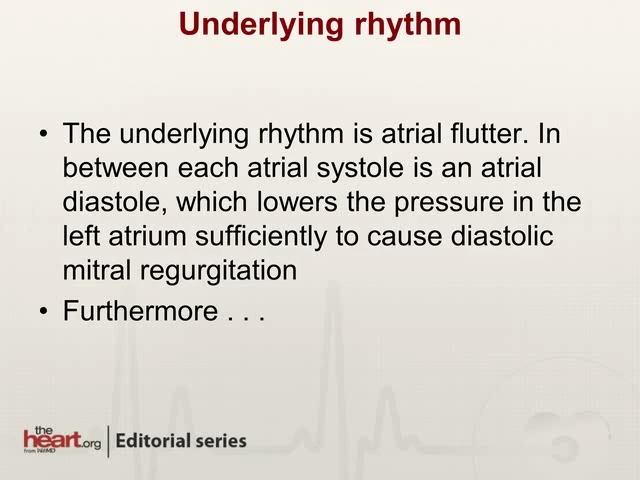 Underlying rhythm
• The underlying rhythm is atrial flutter. In
between each atrial systole is an atrial
diastole, which lowers the pressure in the
left atrium sufficiently to cause diastolic
mitral regurgitation
• Furthermore . . .
the
heart.org
from WebMD
Editorial series